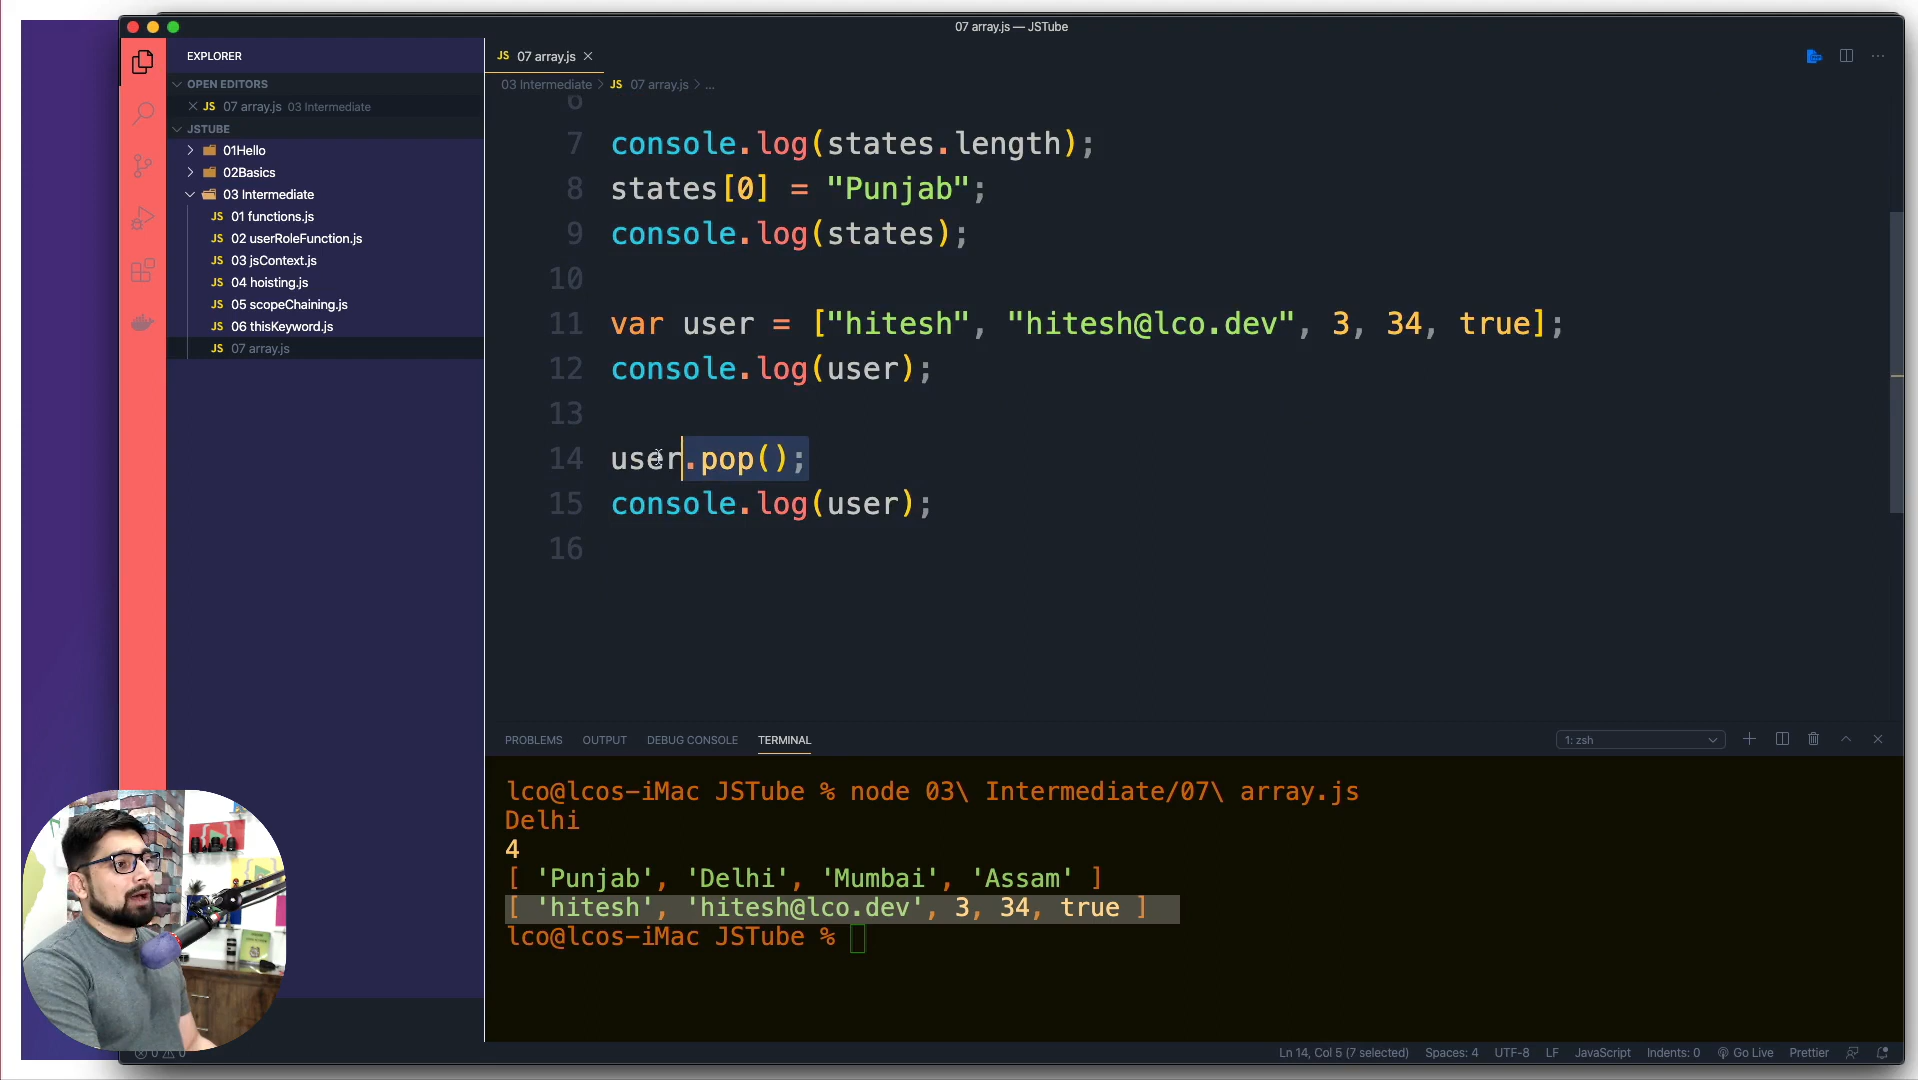 07 array.js — JSTube
EXPLORER
OPEN EDITORS
JS 07 array.js 03 Intermediate
JSTUBE
01Hello
02Basics
03 Intermediate
JS 01 functions.js
JS 02 userRoleFunction.js
JS 03 jsContext.js
JS 04 hoisting.js
JS 05 scopeChaining.js
JS 06 thisKeyword.js
JS 07 array.js
JS 07 array.js
03 Intermediate > JS 07 array.js > ...
6
7 console.log(states.length);
8 states[0] = "Punjab";
9 console.log(states);
10
11 var user = ["hitesh", "hitesh@lco.dev", 3, 34, true];
12 console.log(user);
13
14 user.pop();
15 console.log(user);
16
PROBLEMS OUTPUT DEBUG CONSOLE TERMINAL
1: zsh
lco@lcos-iMac JSTube % node 03\ Intermediate/07\ array.js
Delhi
4
[ 'Punjab', 'Delhi', 'Mumbai', 'Assam' ]
[ 'hitesh', 'hitesh@lco.dev', 3, 34, true ]
lco@lcos-iMac JSTube %
0 0
Ln 14, Col 5 (7 selected) Spaces: 4 UTF-8 LF JavaScript Indents: 0 Go Live Prettier